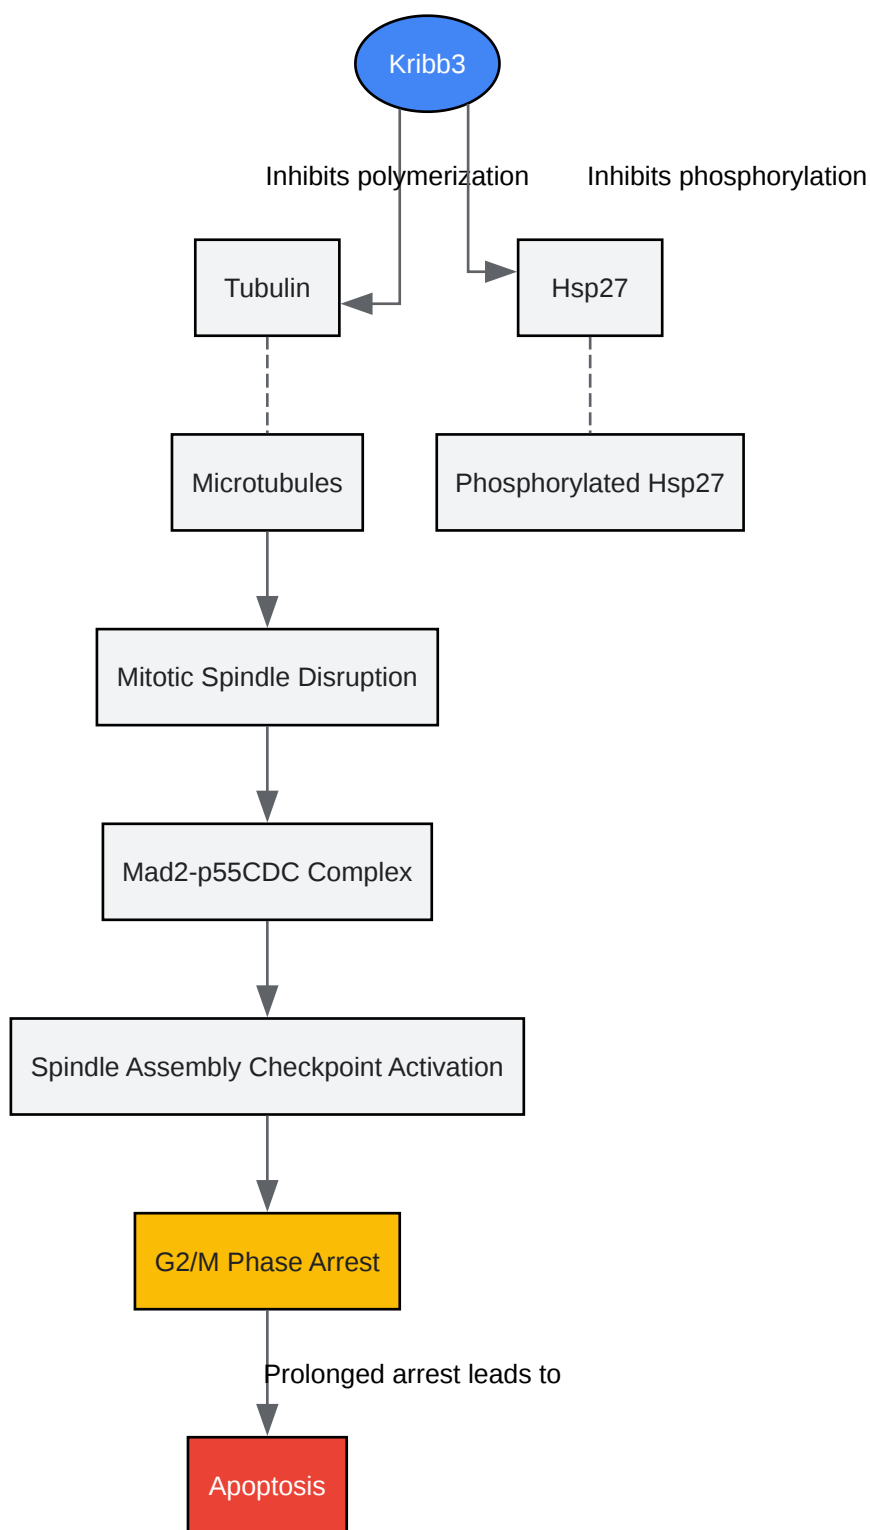 Kribb3
Inhibits polymerization
Inhibits phosphorylation
Tubulin
Hsp27
Microtubules
Phosphorylated Hsp27
Mitotic Spindle Disruption
Mad2-p55CDC Complex
Spindle Assembly Checkpoint Activation
G2/M Phase Arrest
Prolonged arrest leads to
Apoptosis